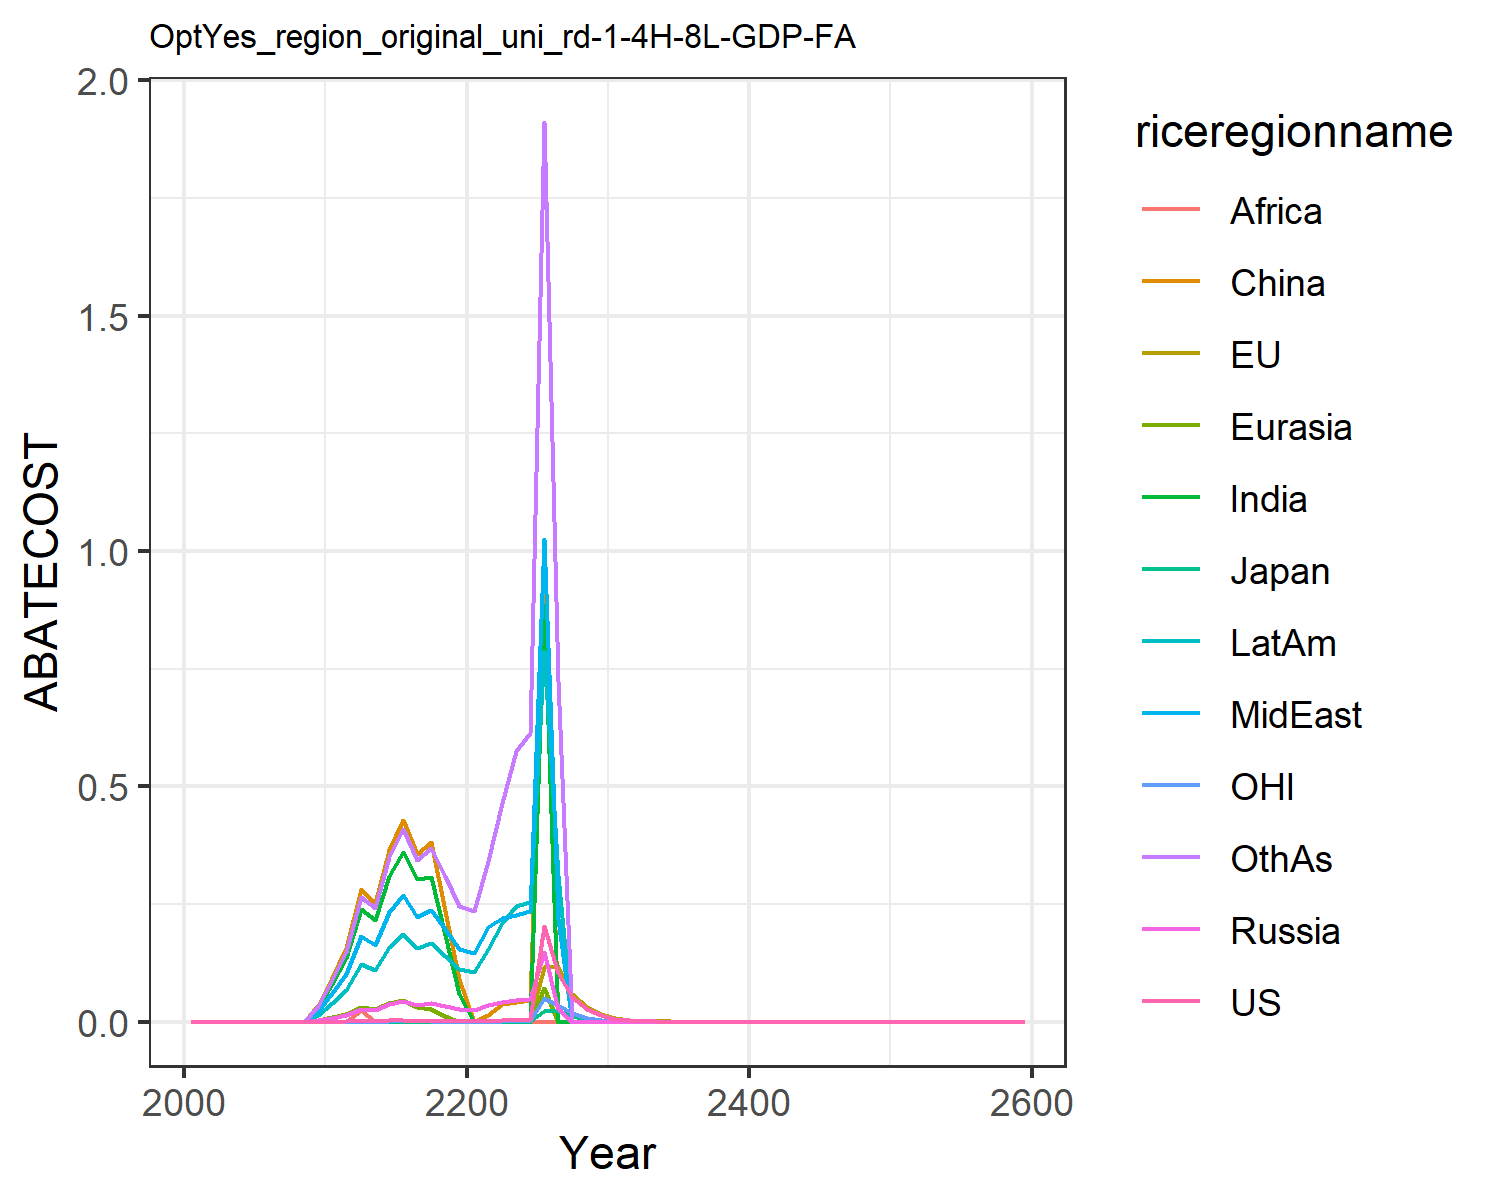 OptYes_region_original_uni_rd-1-4H-8L-GDP-FA
2.0
1.5
1.0
0.5
0.0
ABATECOST
2000
2200
2400
2600
Year
riceregionname
Africa
China
EU
Eurasia
India
Japan
LatAm
MidEast
OHI
OthAs
Russia
US